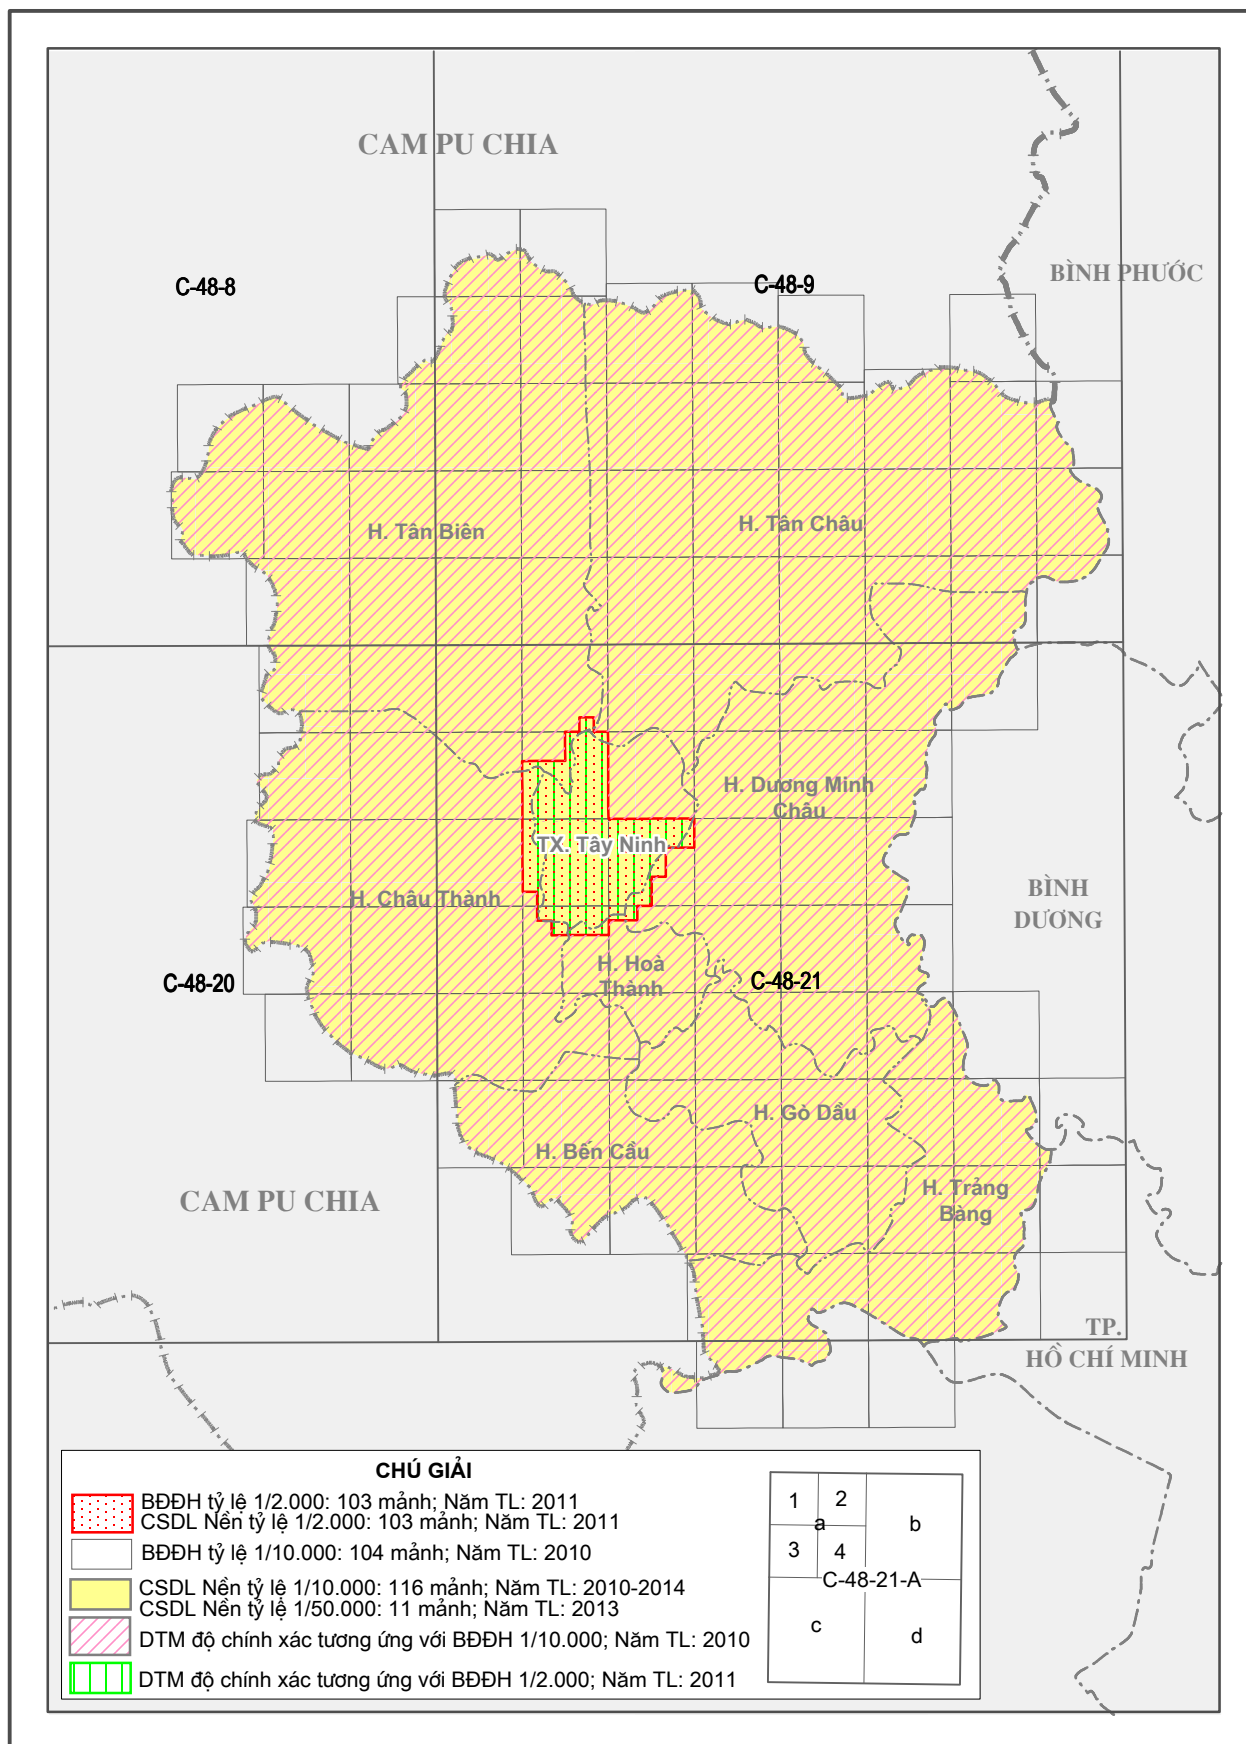 CAM PU CHIA
C-48-8
C-48-9
BÌNH PHƯỚC
H. Tân Biên
H. Tân Châu
H. Dương Minh
Châu
TX. Tây Ninh
H. Châu Thành
BÌNH
DƯƠNG
H. Hoà
Thành
C-48-20
C-48-21
H. Gò Dầu
H. Bến Cầu
CAM PU CHIA
H. Trảng
Bàng
TP.
HỒ CHÍ MINH
CHÚ GIẢI
BĐĐH tỷ lệ 1/2.000: 103 mảnh; Năm TL: 2011
CSDL Nền tỷ lệ 1/2.000: 103 mảnh; Năm TL: 2011
BĐĐH tỷ lệ 1/10.000: 104 mảnh; Năm TL: 2010
CSDL Nền tỷ lệ 1/10.000: 116 mảnh; Năm TL: 2010-2014
CSDL Nền tỷ lệ 1/50.000: 11 mảnh; Năm TL: 2013
DTM độ chính xác tương ứng với BĐĐH 1/10.000; Năm TL: 2010
DTM độ chính xác tương ứng với BĐĐH 1/2.000; Năm TL: 2011
1 2
a b
3 4
C-48-21-A
c d